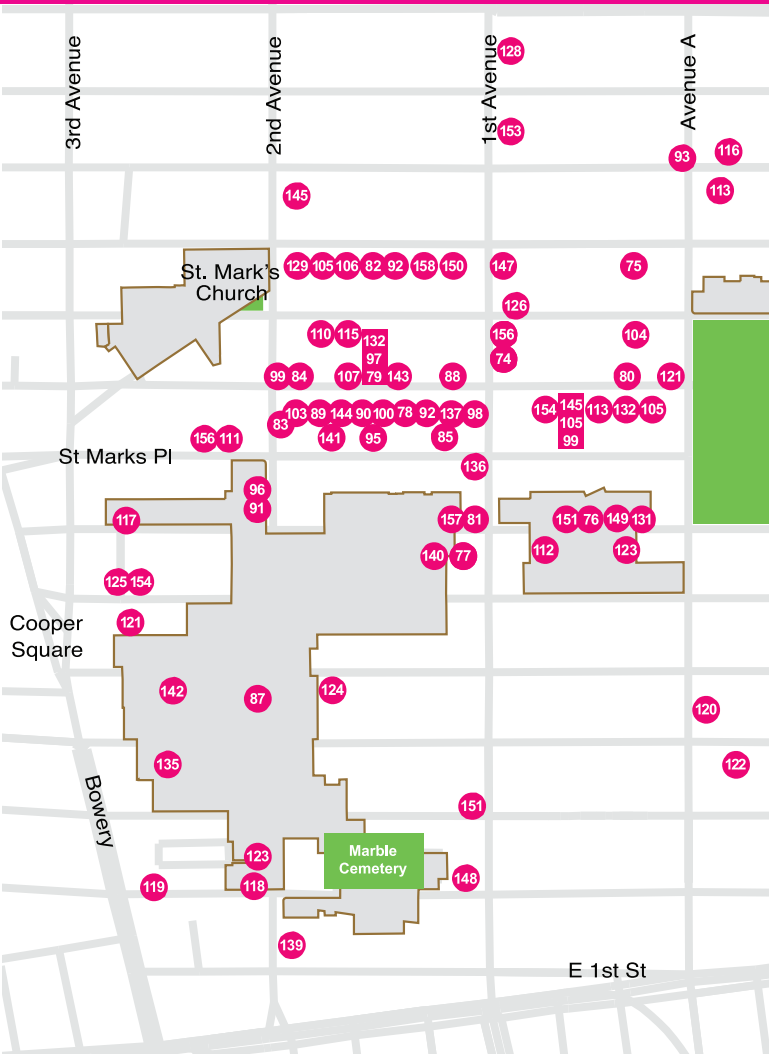 3rd Avenue
2nd Avenue
1st Avenue
Avenue A
128
153
93
116
113
145
St. Mark's
Church
129 105 106 82 92 158 150 147 75
126
110 115 156 104
132
97
79
74
99 84 107 143 88 80 121
103 89 144 90 100 78 92 137 98
83
154 145 113 132 105
105
99
156 111 141 95 85
St Marks Pl
136
96
91
117
157 81
151 76 149 131
140 77
112 123
125 154
121
Cooper
Square
142 87 124
120
135
122
Bowery
151
Marble
Cemetery
123
119 118
148
139
E 1st St